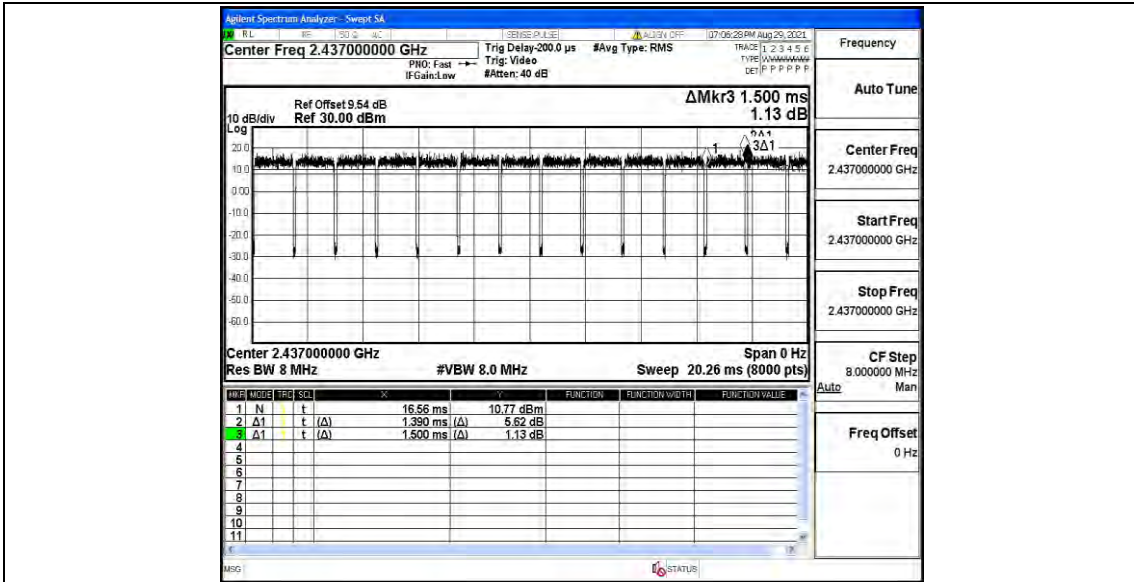 Agilent Spectrum Analyzer - Swept SA
RL RF 50 Ω AC SENSE:PULSE ALIGN OFF 07:06:28 PM Aug 29, 2021
Center Freq 2.437000000 GHz
PNO: Fast
IFGain:Low
Trig Delay-200.0 µs
Trig: Video
#Atten: 40 dB
#Avg Type: RMS
TRACE 1 2 3 4 5 6
TYPE
DET P P P P P P
ΔMkr3 1.500 ms
1.13 dB
Ref Offset 9.54 dB
10 dB/div Ref 30.00 dBm
Log
20.0
10.0
0.00
-10.0
-20.0
-30.0
-40.0
-50.0
-60.0
1
2Δ1
3Δ1
Center 2.437000000 GHz Span 0 Hz
Res BW 8 MHz #VBW 8.0 MHz Sweep 20.26 ms (8000 pts)
MKR MODE TRC SCL X Y FUNCTION FUNCTION WIDTH FUNCTION VALUE
1 N t 16.56 ms 10.77 dBm
2 Δ1 t (Δ) 1.390 ms (Δ) 5.62 dB
3 Δ1 t (Δ) 1.500 ms (Δ) 1.13 dB
4
5
6
7
8
9
10
11
MSG STATUS
Frequency
Auto Tune
Center Freq
2.437000000 GHz
Start Freq
2.437000000 GHz
Stop Freq
2.437000000 GHz
CF Step
8.000000 MHz
Auto Man
Freq Offset
0 Hz